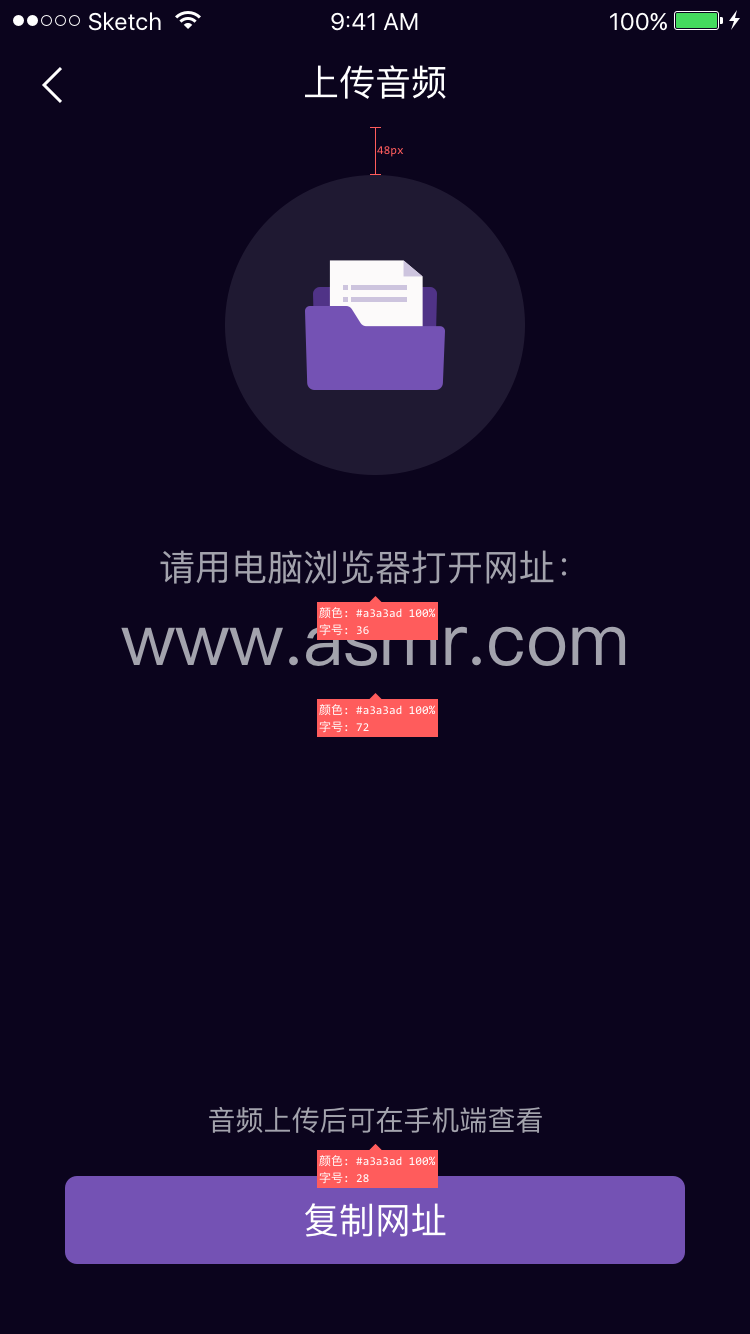 Sketch 9:41 AM 100%
上传音频
48px
请用电脑浏览器打开网址：
颜色: #a3a3ad 100%
字号: 36
www.asmr.com
颜色: #a3a3ad 100%
字号: 72
音频上传后可在手机端查看
颜色: #a3a3ad 100%
字号: 28
复制网址